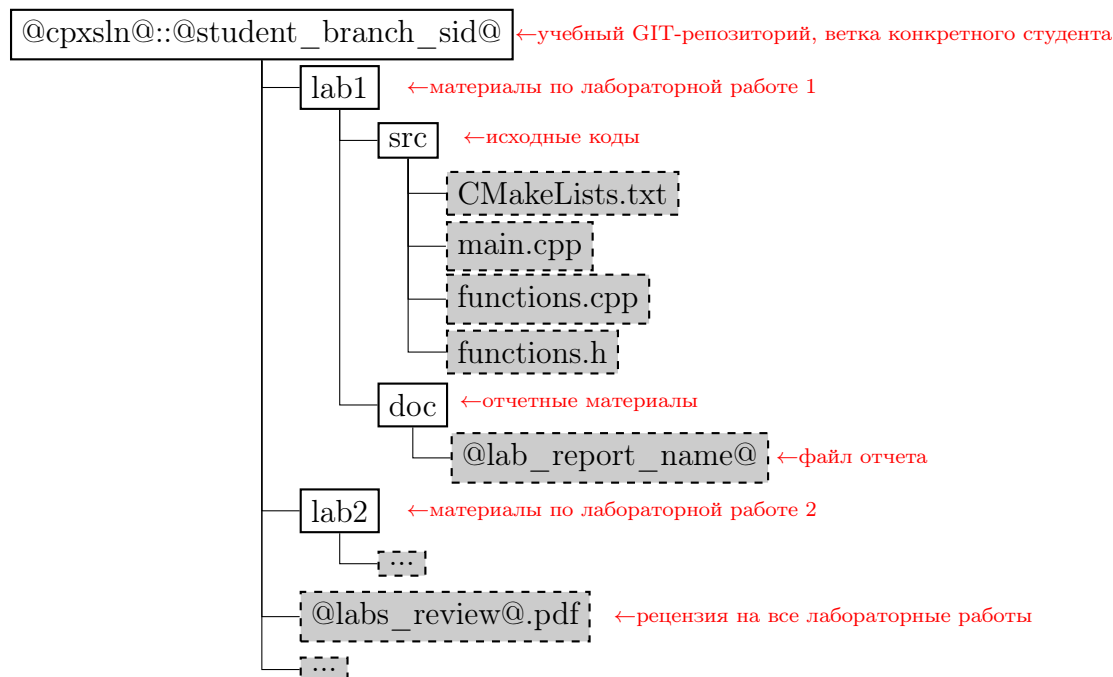 @cpxsln@::@student_branch_sid@ ←учебный GIT-репозиторий, ветка конкретного студента
lab1 ←материалы по лабораторной работе 1
src ←исходные коды
CMakeLists.txt
main.cpp
functions.cpp
functions.h
doc ←отчетные материалы
@lab_report_name@ ←файл отчета
lab2 ←материалы по лабораторной работе 2
...
@labs_review@.pdf ←рецензия на все лабораторные работы
...